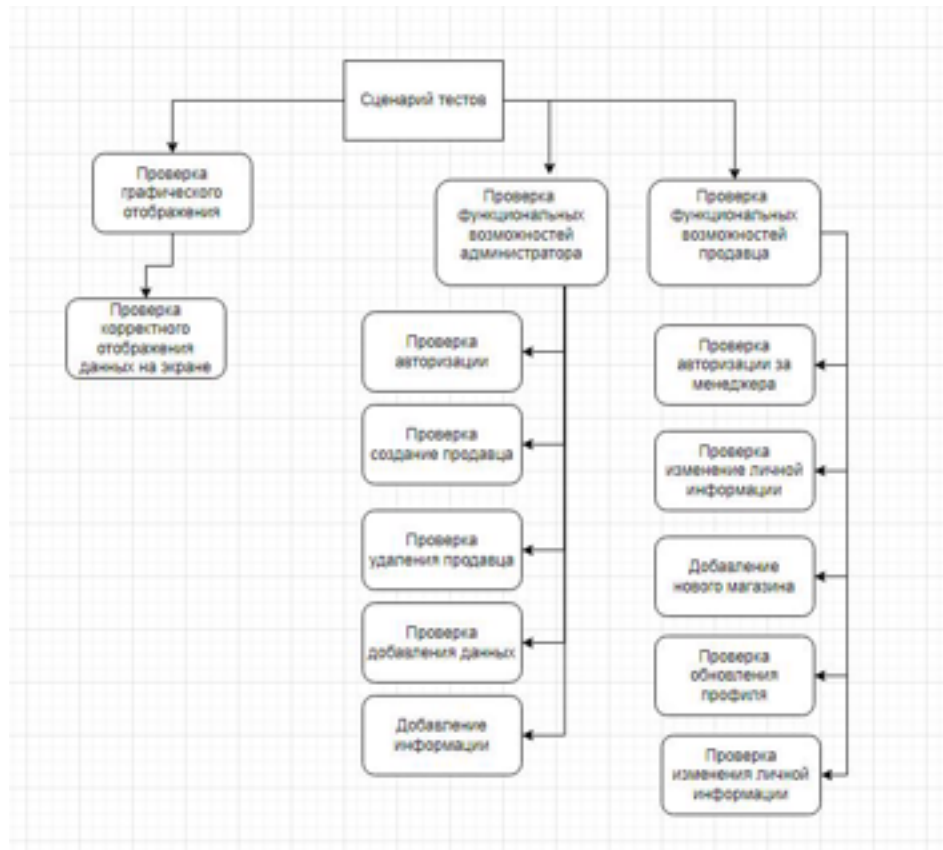 Сценарий тестов
Проверка
графического
отображения
Проверка
корректного
отображения
данных на экране
Проверка
функциональных
возможностей
администратора
Проверка
авторизации
Проверка
создание продавца
Проверка
удаления продавца
Проверка
добавления данных
Добавление
информации
Проверка
функциональных
возможностей
продавца
Проверка
авторизации за
менеджера
Проверка
изменение личной
информации
Добавление
нового магазина
Проверка
обновления
профиля
Проверка
изменения личной
информации